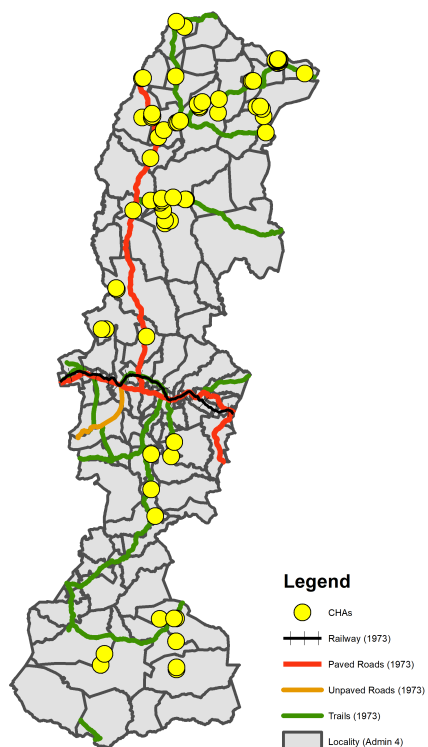 Legend
CHAs
Railway (1973)
Paved Roads (1973)
Unpaved Roads (1973)
Trails (1973)
Locality (Admin 4)